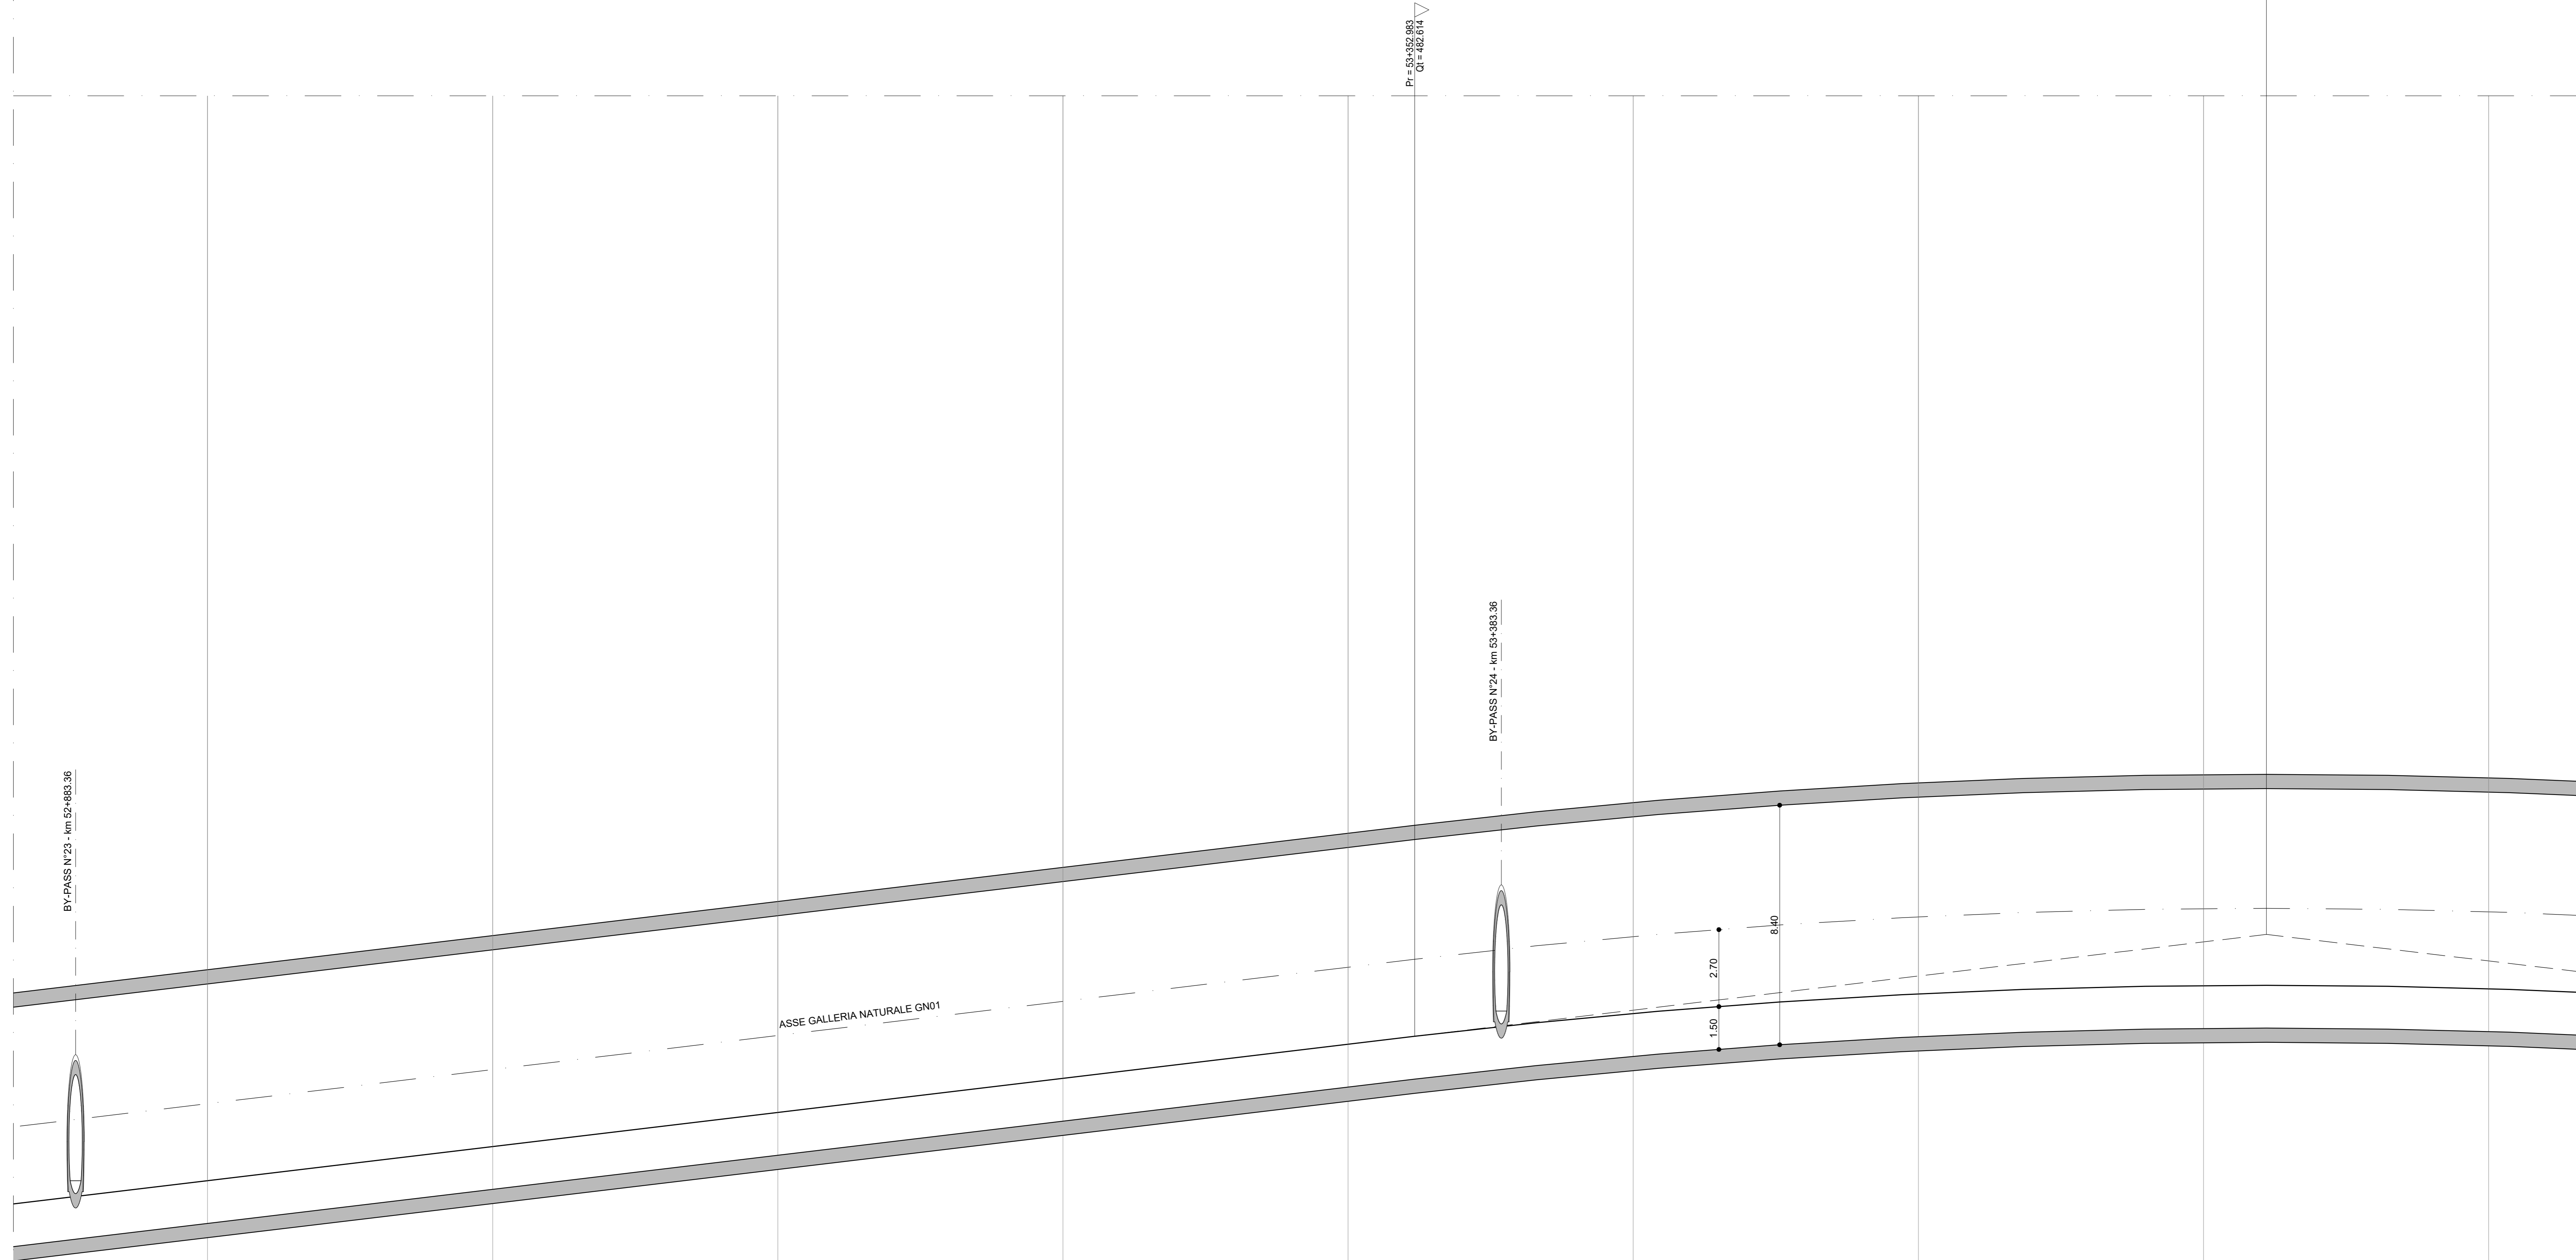 Pr = 53+352.983
Qt = 482.614
BY-PASS N°24 - km 53+383.36
BY-PASS N°23 - km 52+883.36
8.40
2.70
ASSE GALLERIA NATURALE GN01
1.50